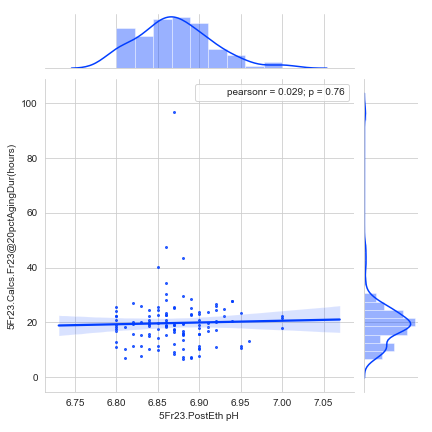 pearsonr = 0.029; p = 0.76
100
80
60
40
20
0
5Fr23.Calcs.Fr23@20pctAgingDur(hours)
6.75 6.80 6.85 6.90 6.95 7.00 7.05
5Fr23.PostEth pH